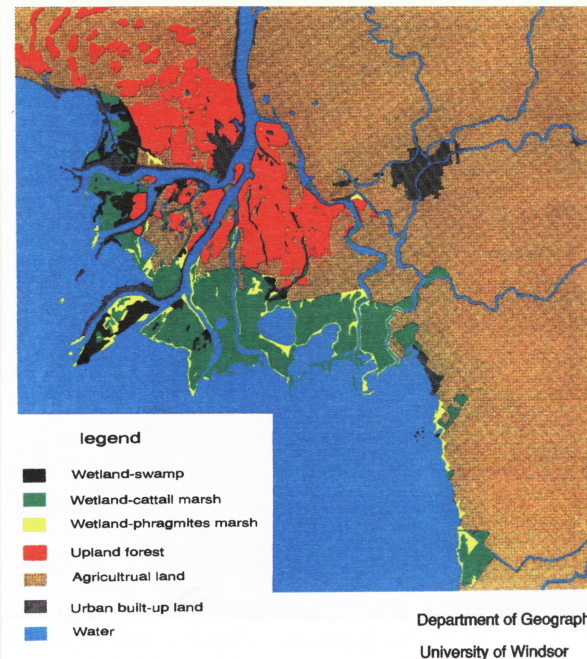 legend
Wetland-swamp
Wetland-cattail marsh
Wetland-phragmites marsh
Upland forest
Agricultrual land
Urban built-up land
Water
Department of Geograph
University of Windsor